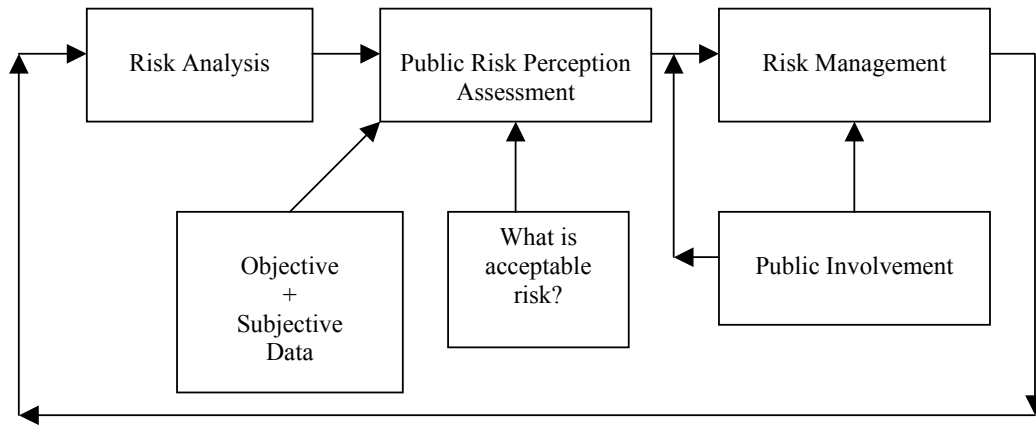 Risk Analysis
Public Risk Perception
Assessment
Risk Management
Objective
+
Subjective
Data
What is
acceptable
risk?
Public Involvement